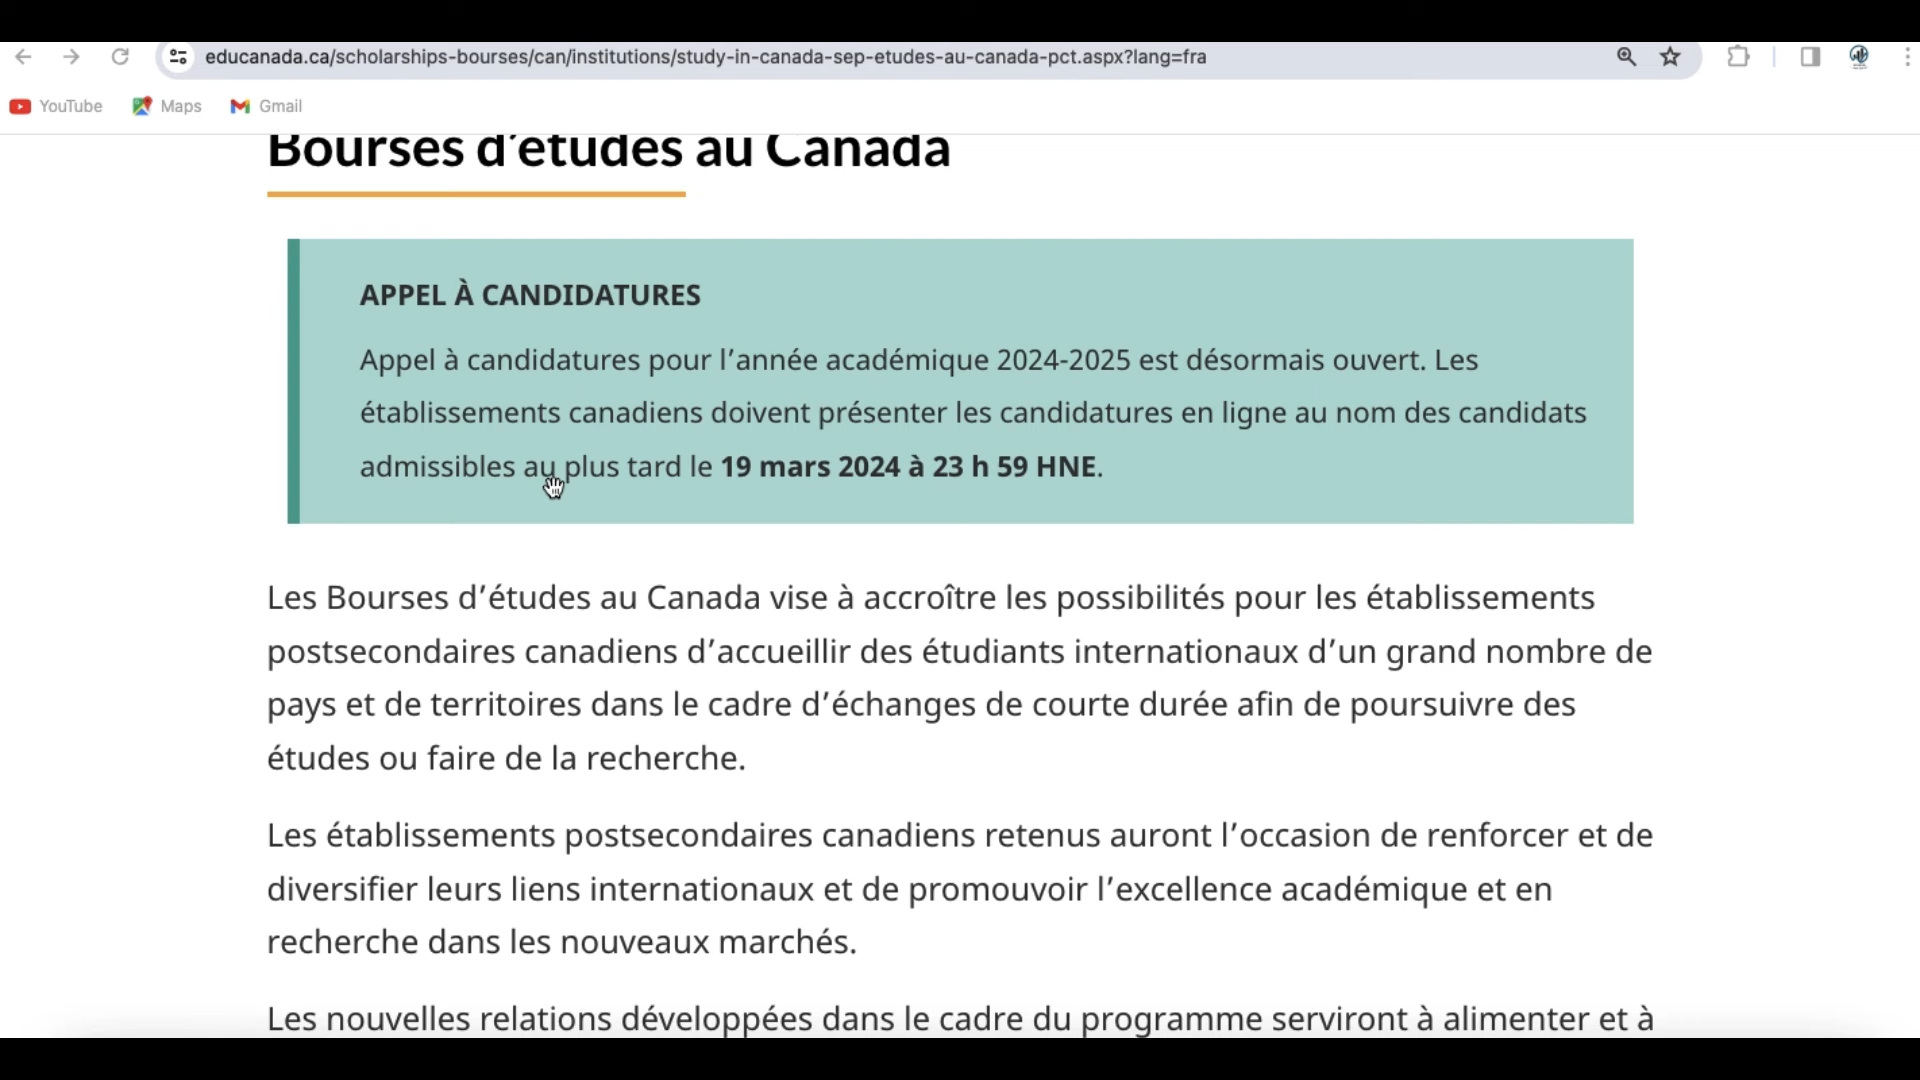 educanada.ca/scholarships-bourses/can/institutions/study-in-canada-sep-etudes-au-canada-pct.aspx?lang=fra
YouTube Maps Gmail
Bourses d’études au Canada
APPEL À CANDIDATURES
Appel à candidatures pour l’année académique 2024-2025 est désormais ouvert. Les
établissements canadiens doivent présenter les candidatures en ligne au nom des candidats
admissibles au plus tard le 19 mars 2024 à 23 h 59 HNE.
Les Bourses d’études au Canada vise à accroître les possibilités pour les établissements
postsecondaires canadiens d’accueillir des étudiants internationaux d’un grand nombre de
pays et de territoires dans le cadre d’échanges de courte durée afin de poursuivre des
études ou faire de la recherche.
Les établissements postsecondaires canadiens retenus auront l’occasion de renforcer et de
diversifier leurs liens internationaux et de promouvoir l’excellence académique et en
recherche dans les nouveaux marchés.
Les nouvelles relations développées dans le cadre du programme serviront à alimenter et à